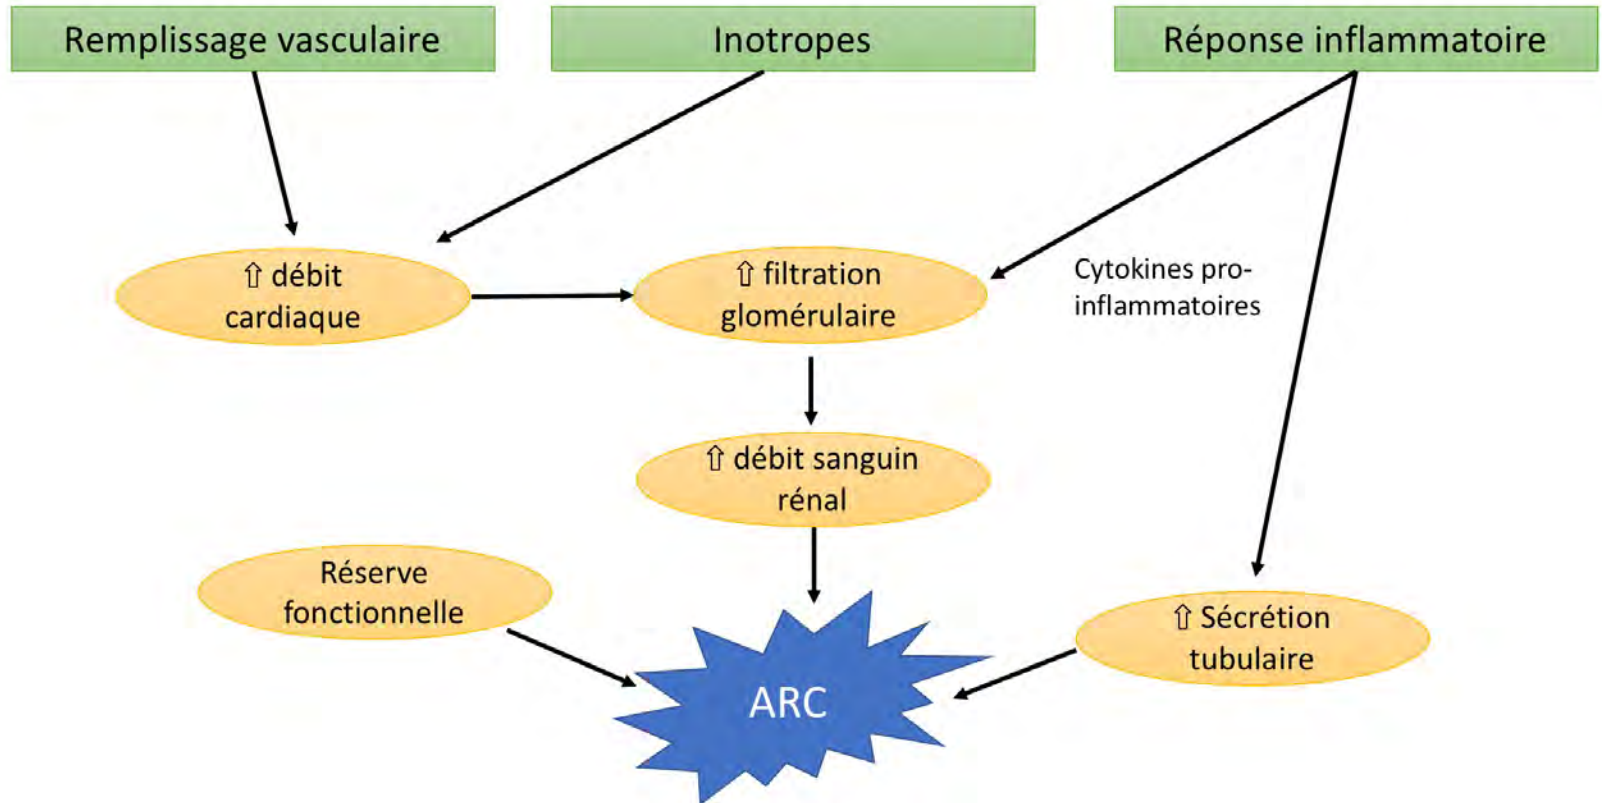 Remplissage vasculaire
Inotropes
Réponse inflammatoire
⇧ débit
cardiaque
⇧ filtration
glomérulaire
Cytokines pro-
inflammatoires
⇧ débit sanguin
rénal
Réserve
fonctionnelle
⇧ Sécrétion
tubulaire
ARC